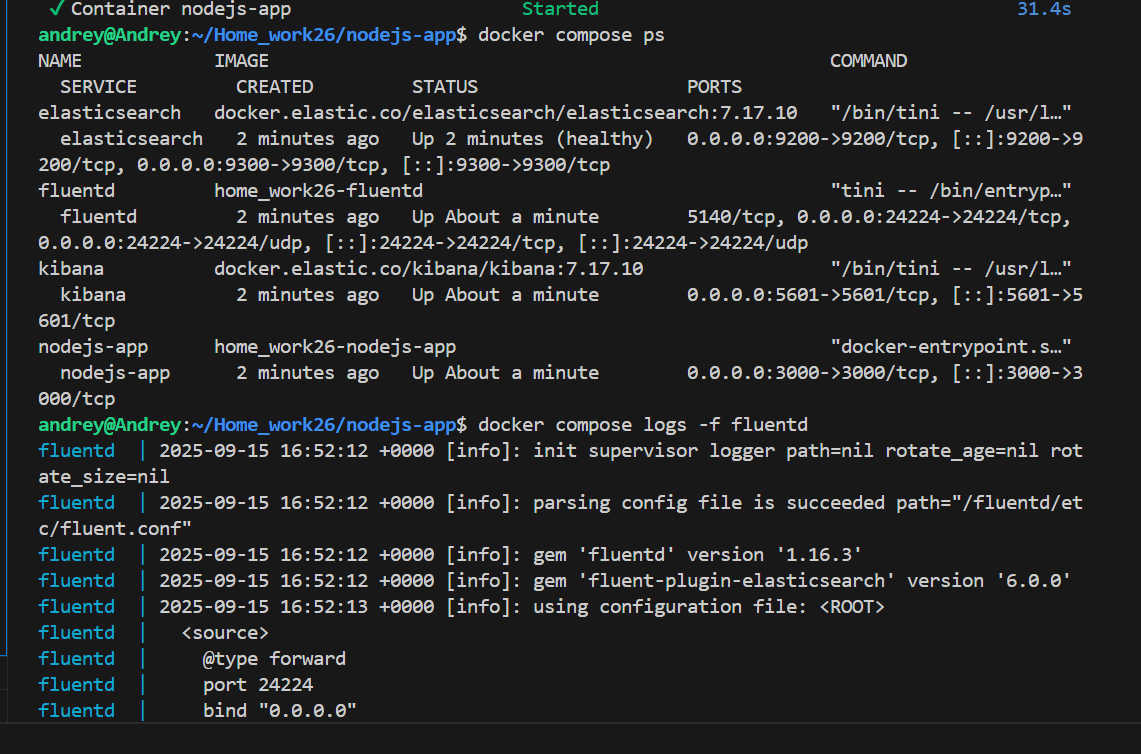 ✓ Container nodejs-app                     Started                                      31.4s
andrey@Andrey:~/Home_work26/nodejs-app$ docker compose ps
NAME            IMAGE                                                   COMMAND
  SERVICE         CREATED         STATUS                   PORTS
elasticsearch   docker.elastic.co/elasticsearch/elasticsearch:7.17.10   "/bin/tini -- /usr/l…"
  elasticsearch   2 minutes ago   Up 2 minutes (healthy)   0.0.0.0:9200->9200/tcp, [::]:9200->9
200/tcp, 0.0.0.0:9300->9300/tcp, [::]:9300->9300/tcp
fluentd         home_work26-fluentd                                     "tini -- /bin/entryp…"
  fluentd         2 minutes ago   Up About a minute        5140/tcp, 0.0.0.0:24224->24224/tcp,
0.0.0.0:24224->24224/udp, [::]:24224->24224/tcp, [::]:24224->24224/udp
kibana          docker.elastic.co/kibana/kibana:7.17.10                 "/bin/tini -- /usr/l…"
  kibana          2 minutes ago   Up About a minute        0.0.0.0:5601->5601/tcp, [::]:5601->5
601/tcp
nodejs-app      home_work26-nodejs-app                                  "docker-entrypoint.s…"
  nodejs-app      2 minutes ago   Up About a minute        0.0.0.0:3000->3000/tcp, [::]:3000->3
000/tcp
andrey@Andrey:~/Home_work26/nodejs-app$ docker compose logs -f fluentd
fluentd  | 2025-09-15 16:52:12 +0000 [info]: init supervisor logger path=nil rotate_age=nil rot
ate_size=nil
fluentd  | 2025-09-15 16:52:12 +0000 [info]: parsing config file is succeeded path="/fluentd/et
c/fluent.conf"
fluentd  | 2025-09-15 16:52:12 +0000 [info]: gem 'fluentd' version '1.16.3'
fluentd  | 2025-09-15 16:52:12 +0000 [info]: gem 'fluent-plugin-elasticsearch' version '6.0.0'
fluentd  | 2025-09-15 16:52:13 +0000 [info]: using configuration file: <ROOT>
fluentd  |   <source>
fluentd  |     @type forward
fluentd  |     port 24224
fluentd  |     bind "0.0.0.0"